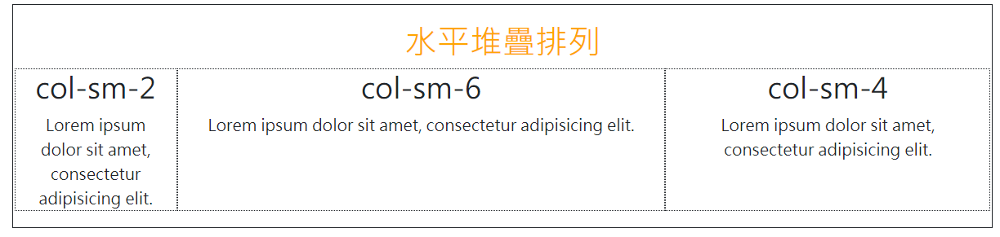 水平堆疊排列
col-sm-2
Lorem ipsum
dolor sit amet,
consectetur
adipisicing elit.
col-sm-6
Lorem ipsum dolor sit amet, consectetur adipisicing elit.
col-sm-4
Lorem ipsum dolor sit amet,
consectetur adipisicing elit.